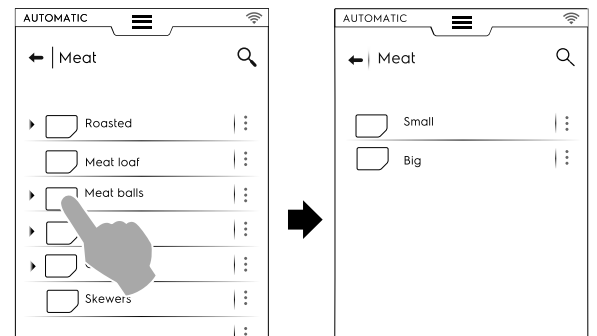 AUTOMATIC
Meat
Roasted
Meat loaf
Meat balls
Skewers
AUTOMATIC
Meat
Small
Big